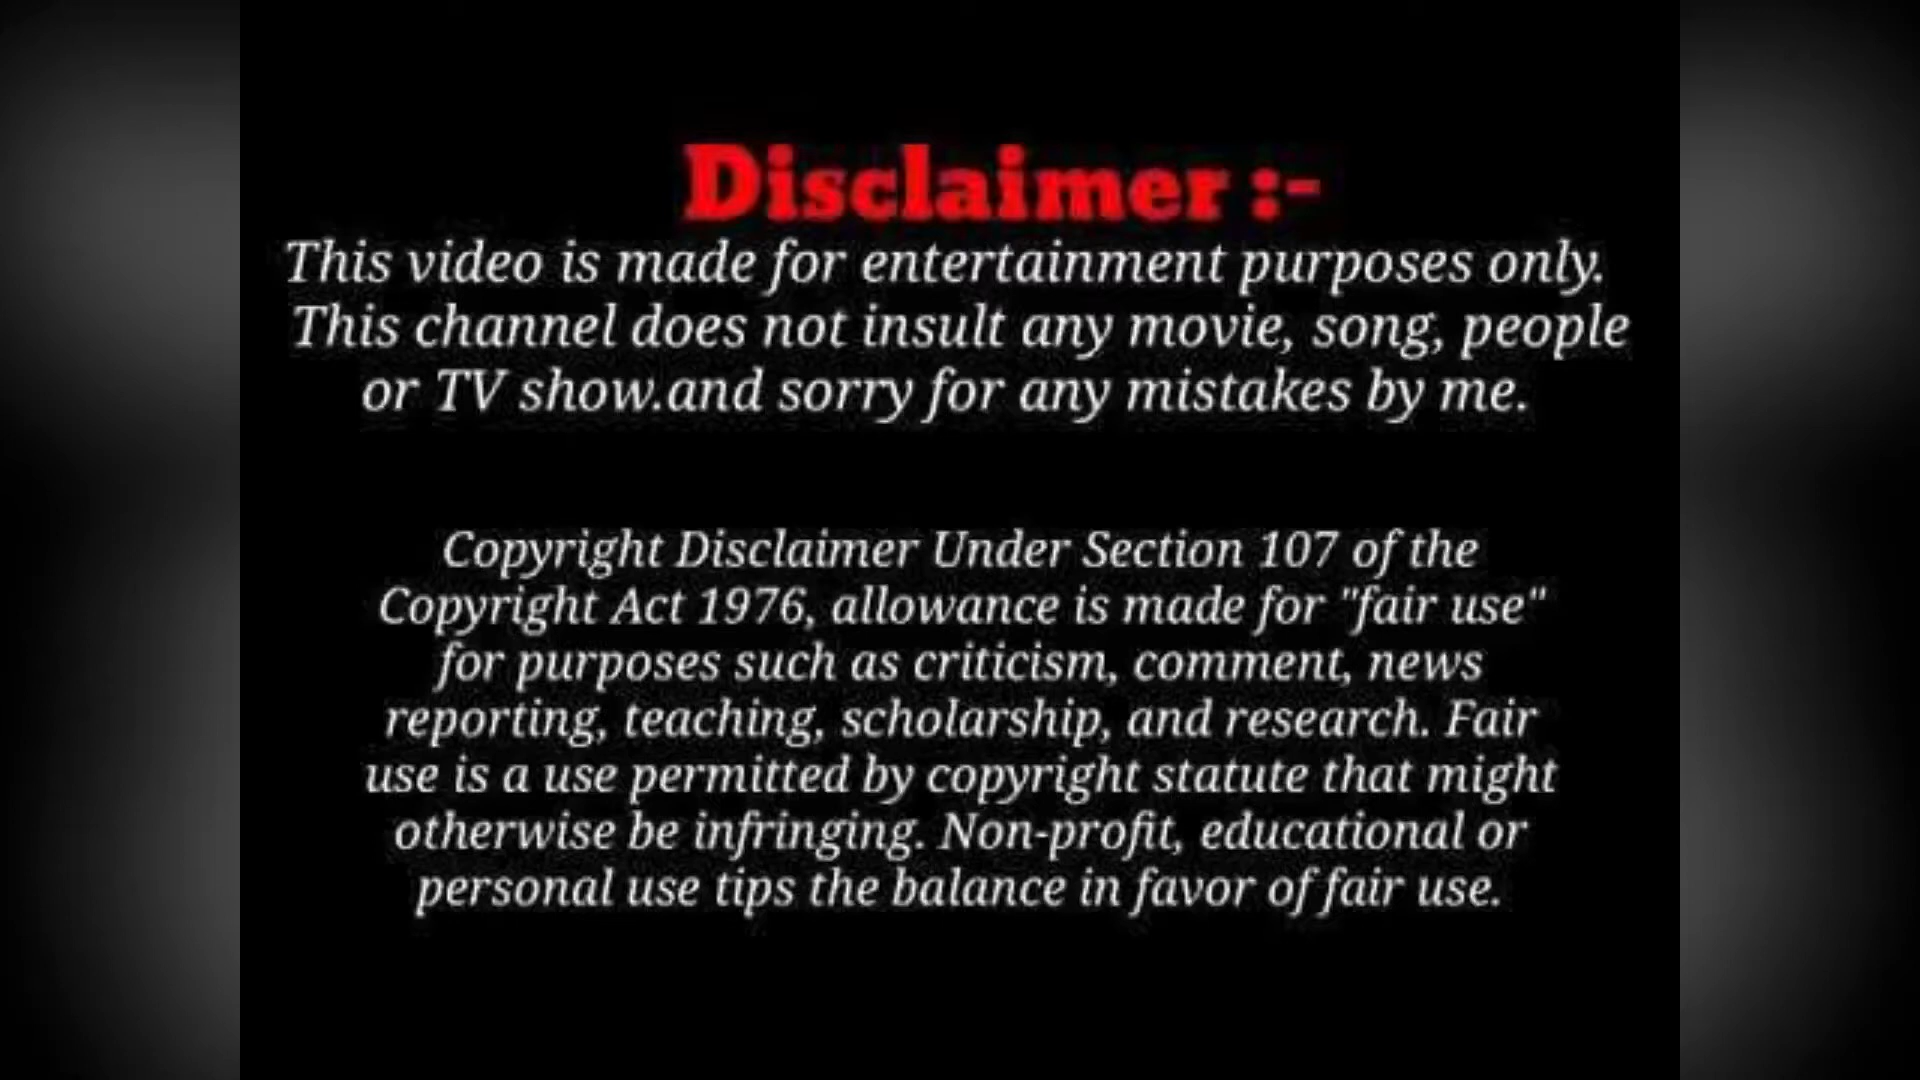 Disclaimer :-
This video is made for entertainment purposes only.
This channel does not insult any movie, song, people
or TV show.and sorry for any mistakes by me.
Copyright Disclaimer Under Section 107 of the
Copyright Act 1976, allowance is made for "fair use"
for purposes such as criticism, comment, news
reporting, teaching, scholarship, and research. Fair
use is a use permitted by copyright statute that might
otherwise be infringing. Non-profit, educational or
personal use tips the balance in favor of fair use.